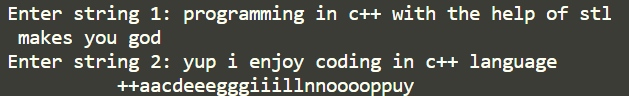 Enter string 1: programming in c++ with the help of stl
makes you god
Enter string 2: yup i enjoy coding in c++ language
++aacdeeegggiiillnnooooppuy